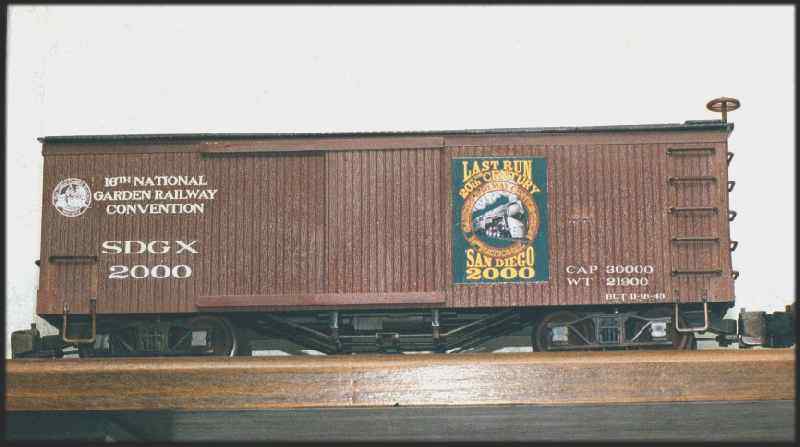 16TH NATIONAL
GARDEN RAILWAY
CONVENTION
SDGX
2000
LAST RUN
20TH CENTURY
SAN DIEGO
2000
CAP 30000
WT 21900